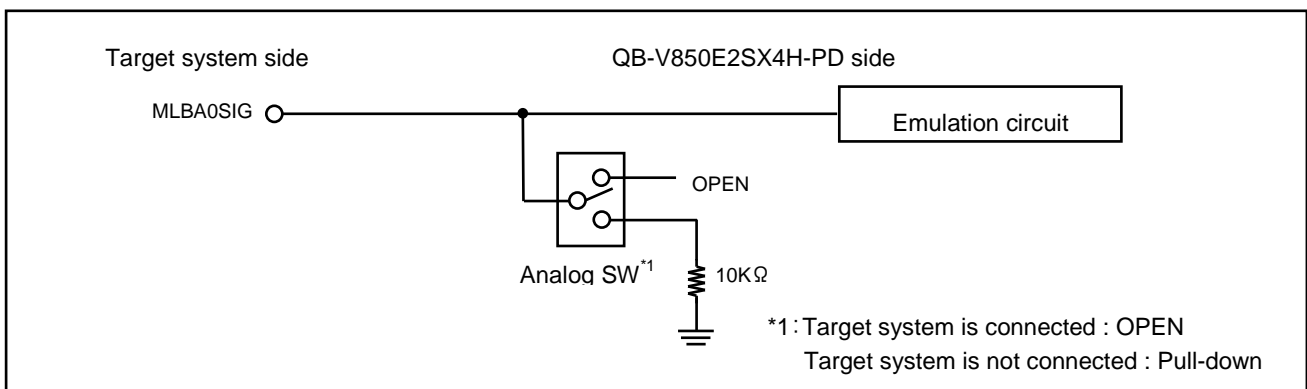 Target system side
QB-V850E2SX4H-PD side
MLBA0SIG
Emulation circuit
OPEN
Analog SW*1
10KΩ
*1:Target system is connected : OPEN
Target system is not connected : Pull-down